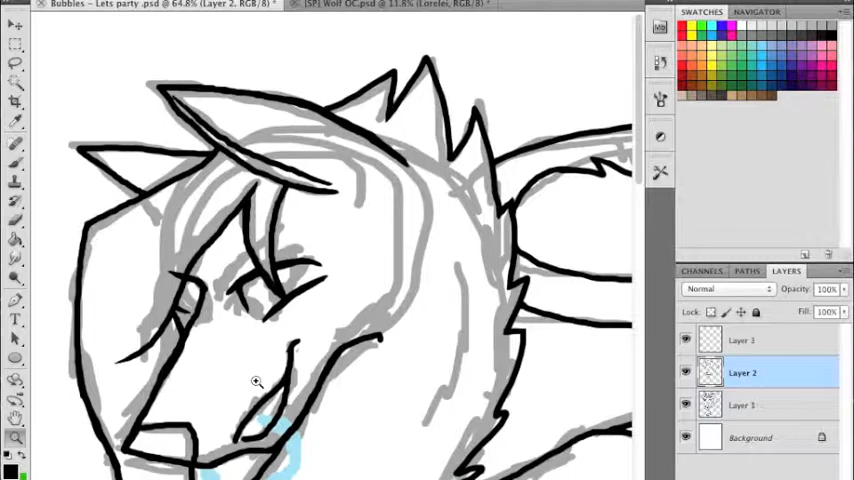 Bubbles - Lets party .psd @ 64.8% (Layer 2, RGB/8) *
[SP] Wolf OC.psd @ 11.8% (Lorelei, RGB/8) *
SWATCHES NAVIGATOR
Mb
CHANNELS PATHS LAYERS
Normal Opacity: 100%
Lock: Fill: 100%
Layer 3
Layer 2
Layer 1
Background